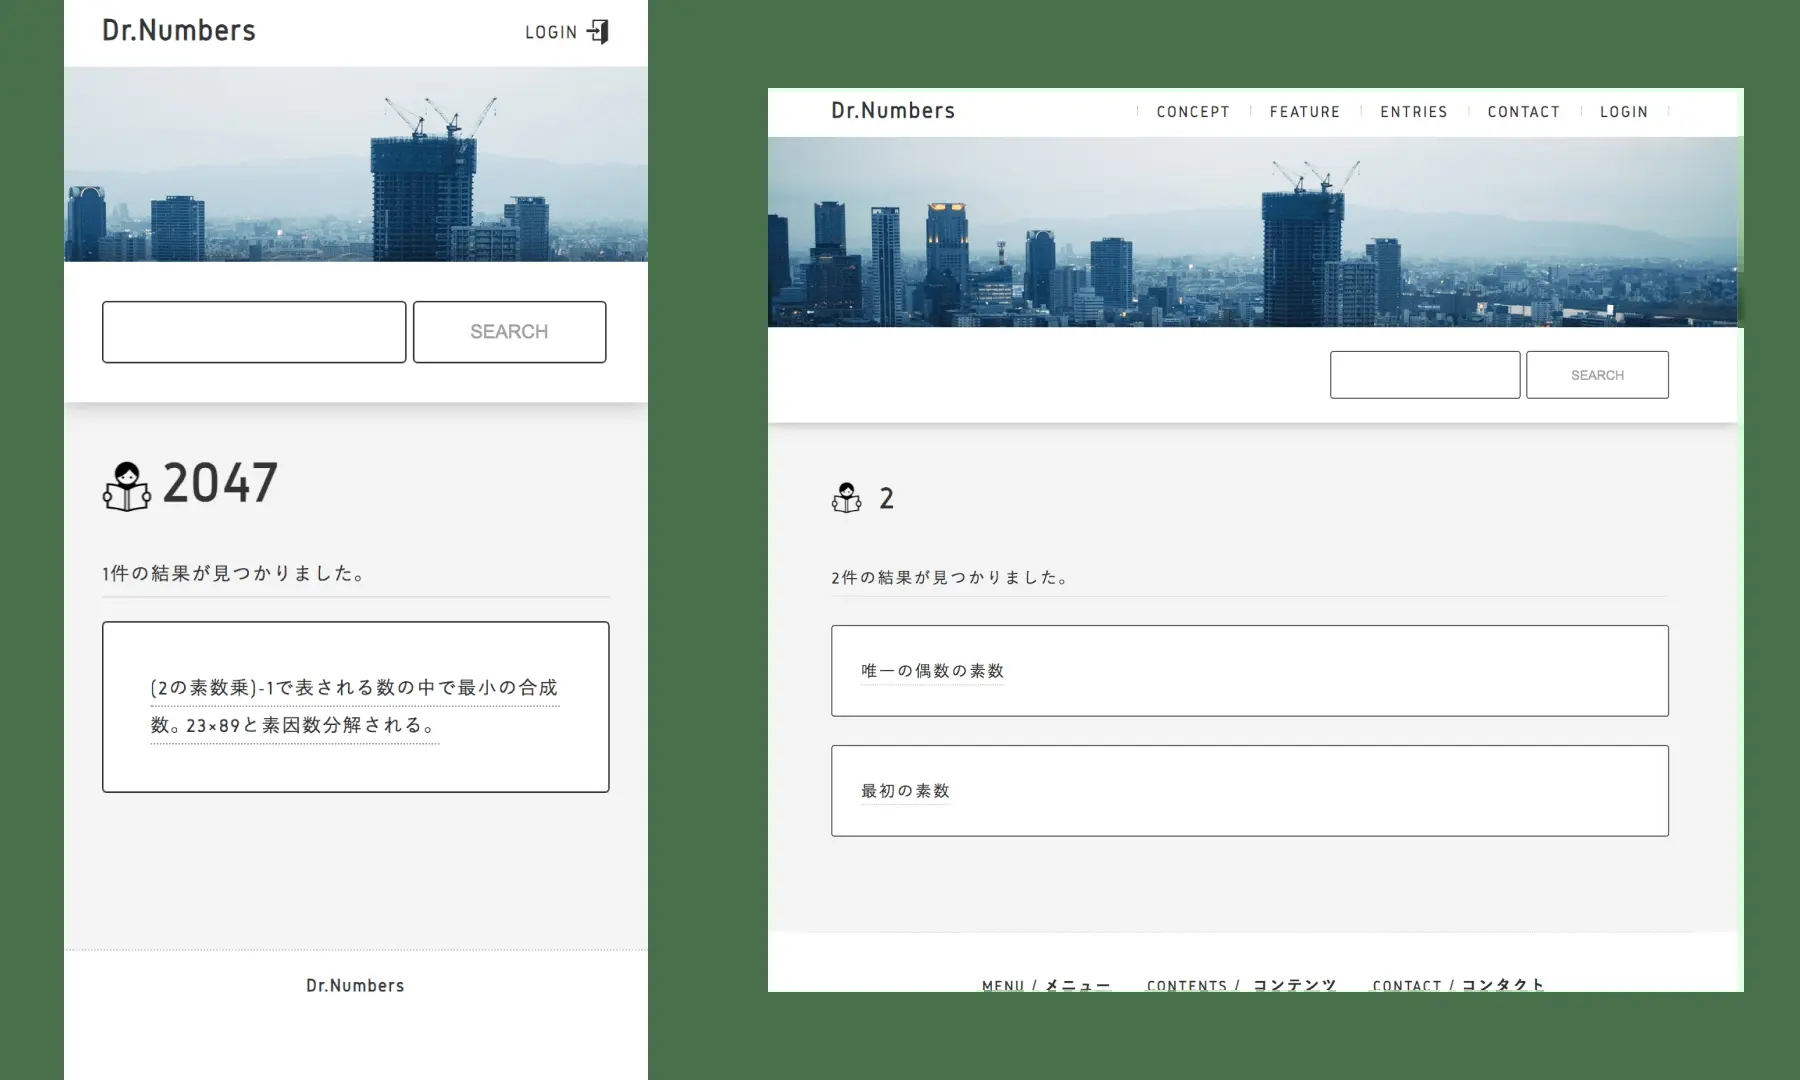 Dr.Numbers
LOGIN
SEARCH
2047
1件の結果が見つかりました。
(2の素数乗)-1で表される数の中で最小の合成
数。23×89と素因数分解される。
Dr.Numbers
Dr.Numbers
CONCEPT
FEATURE
ENTRIES
CONTACT
LOGIN
SEARCH
2
2件の結果が見つかりました。
唯一の偶数の素数
最初の素数
MENU / メニュー
CONTENTS / コンテンツ
CONTACT / コンタクト